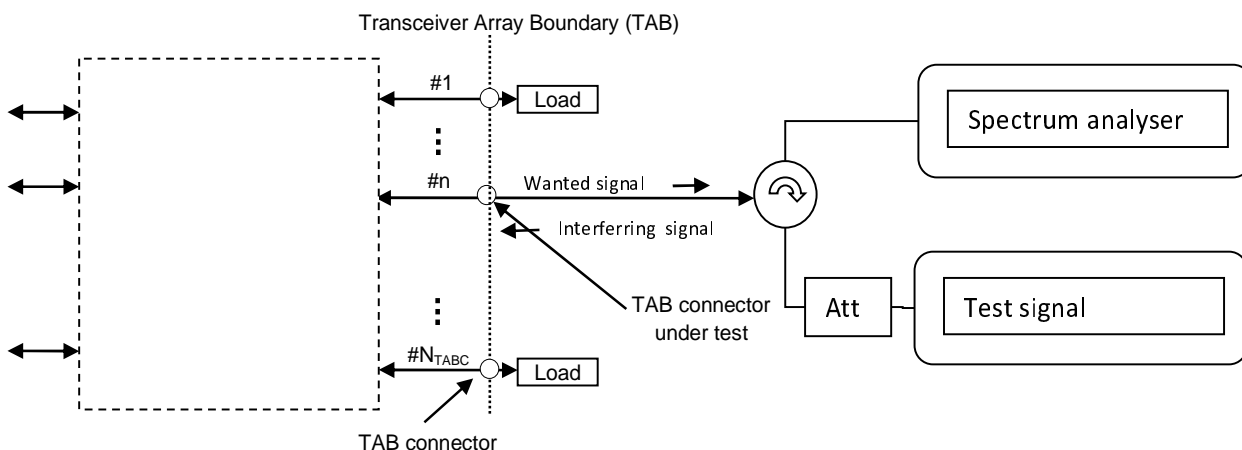 Transceiver Array Boundary (TAB)
#1
Load
Spectrum analyser
#n
Wanted signal
Interferring signal
TAB connector
under test
Att
Test signal
#NTABC
Load
TAB connector